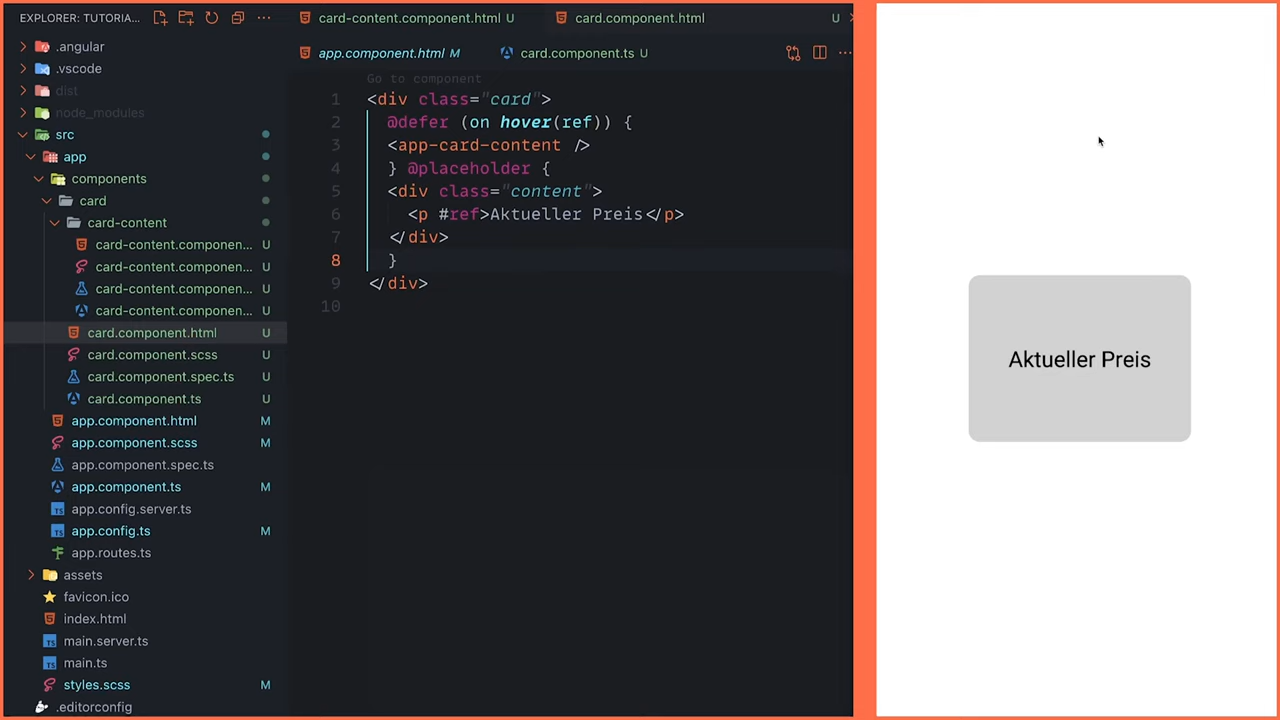 EXPLORER: TUTORIA...
.angular
.vscode
dist
node_modules
src
app
components
card
card-content
card-content.componen... U
card-content.componen... U
card-content.componen... U
card-content.componen... U
card.component.html U
card.component.scss U
card.component.spec.ts U
card.component.ts U
app.component.html M
app.component.scss M
app.component.spec.ts
app.component.ts M
app.config.server.ts
app.config.ts M
app.routes.ts
assets
favicon.ico
index.html
main.server.ts
main.ts
styles.scss M
.editorconfig
card-content.component.html U
card.component.html U
app.component.html M
card.component.ts U
Go to component
1 <div class="card">
2 @defer (on hover(ref)) {
3 <app-card-content />
4 } @placeholder {
5 <div class="content">
6 <p #ref>Aktueller Preis</p>
7 </div>
8 }
9 </div>
10
Aktueller Preis